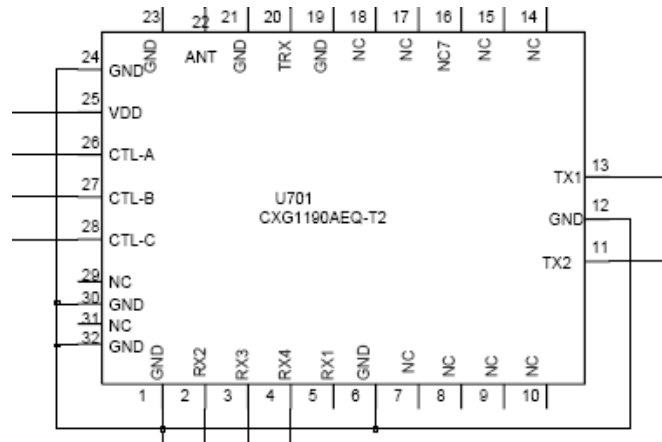 23 22 21 20 19 18 17 16 15 14
GND ANT GND TRX GND NC NC NC7 NC NC
24 GND
25 VDD
26 CTL-A
27 CTL-B
28 CTL-C
29 NC
30 GND
31 NC
32 GND
U701
CXG1190AEQ-T2
TX1 13
GND 12
TX2 11
GND RX2 RX3 RX4 RX1 GND NC NC NC NC
1 2 3 4 5 6 7 8 9 10